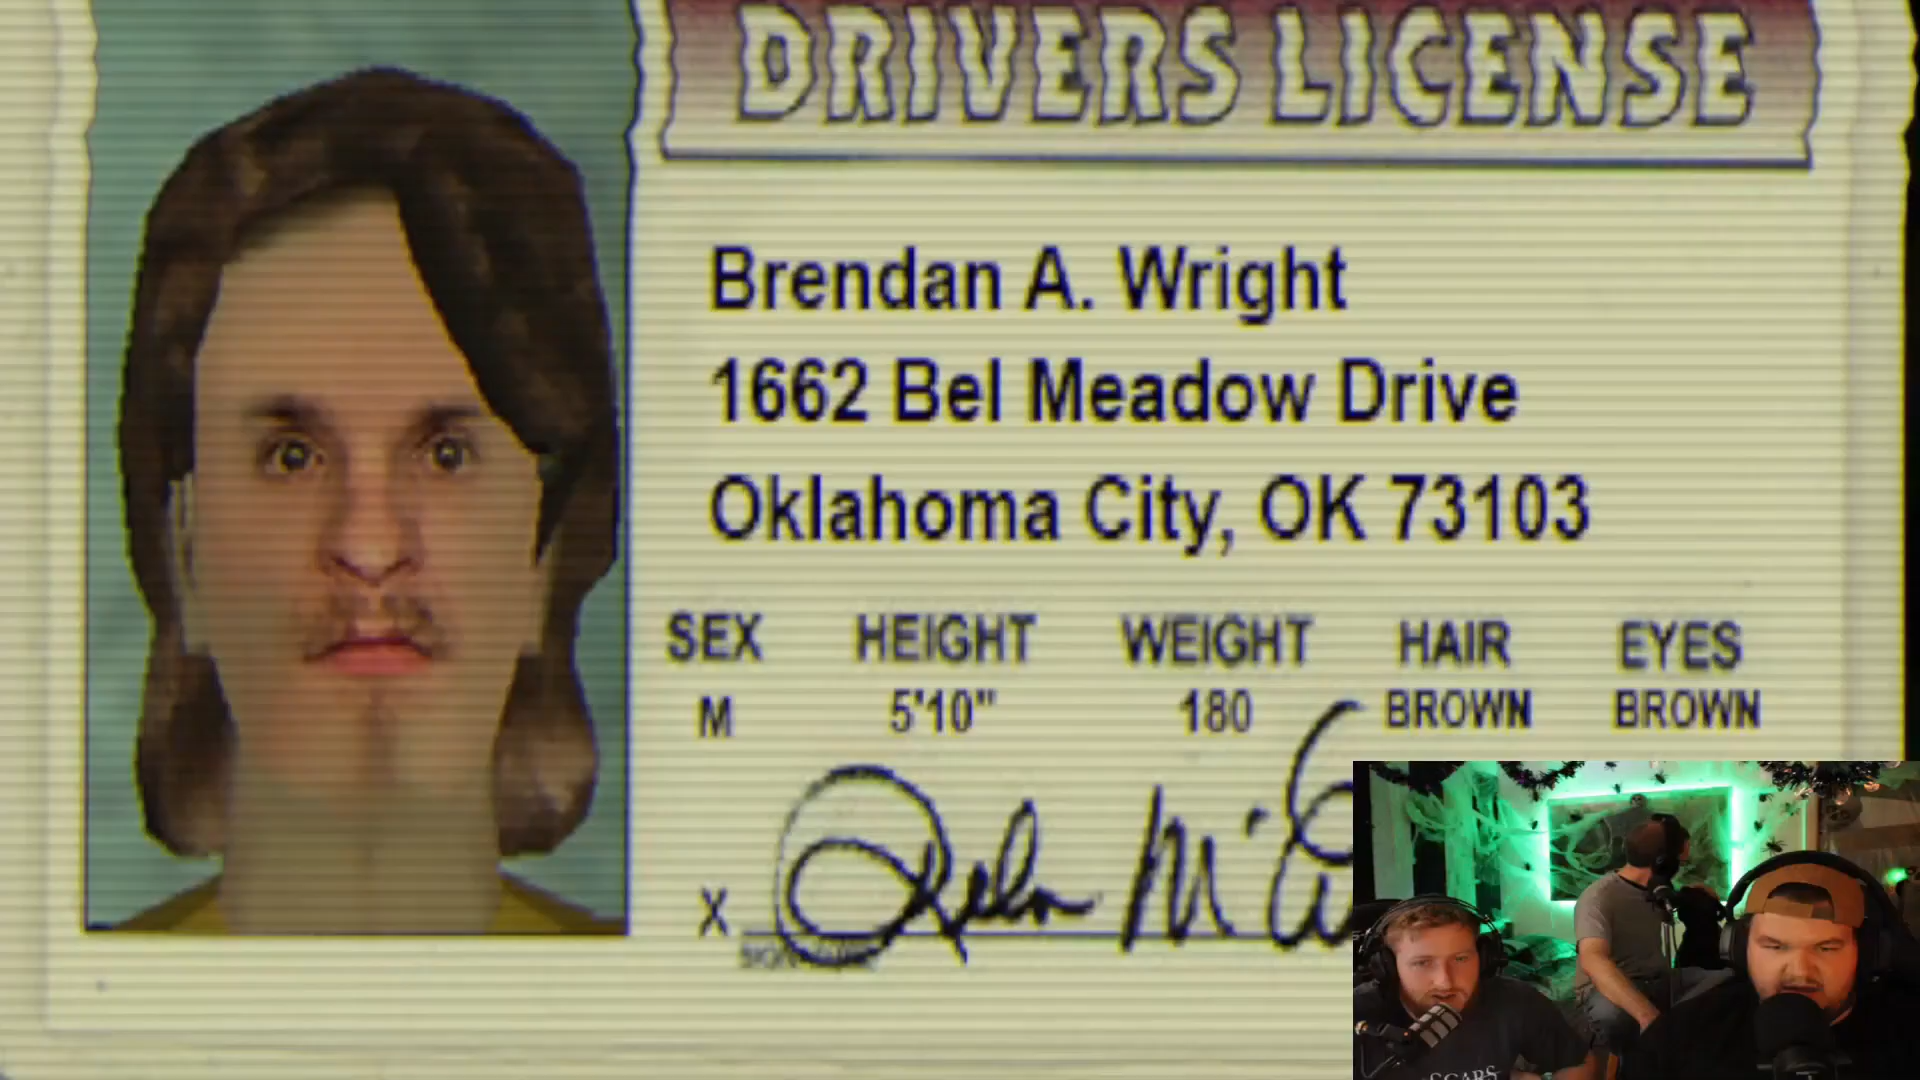 DRIVERS LICENSE
Brendan A. Wright
1662 Bel Meadow Drive
Oklahoma City, OK 73103
SEX HEIGHT WEIGHT HAIR EYES
M 5'10" 180 BROWN BROWN
X
SIGNATURE